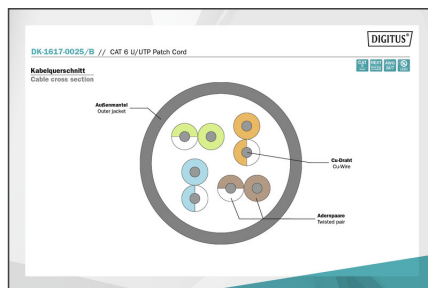 DIGITUS®
DK-1617-0025/B // CAT 6 U/UTP Patch Cord
Kabelquerschnitt
Cable cross section
Außenmantel
Outer jacket
Cu-Draht
Cu-Wire
Aderpaare
Twisted pair